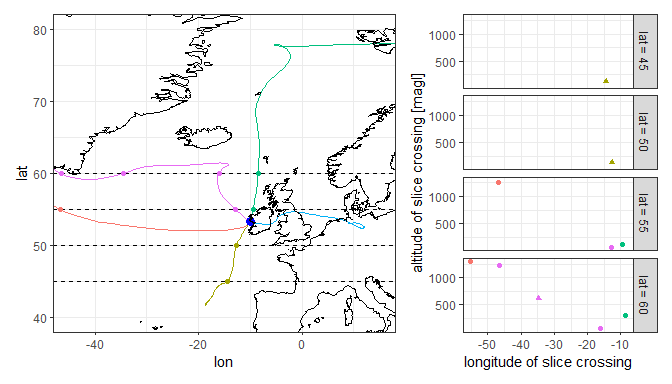 80
70
60
50
40
lat
-40
-20
0
lon
altitude of slice crossing [magl]
1000
500
lat = 45
1000
500
lat = 50
1000
500
lat = 55
1000
500
lat = 60
-50
-40
-30
-20
-10
longitude of slice crossing